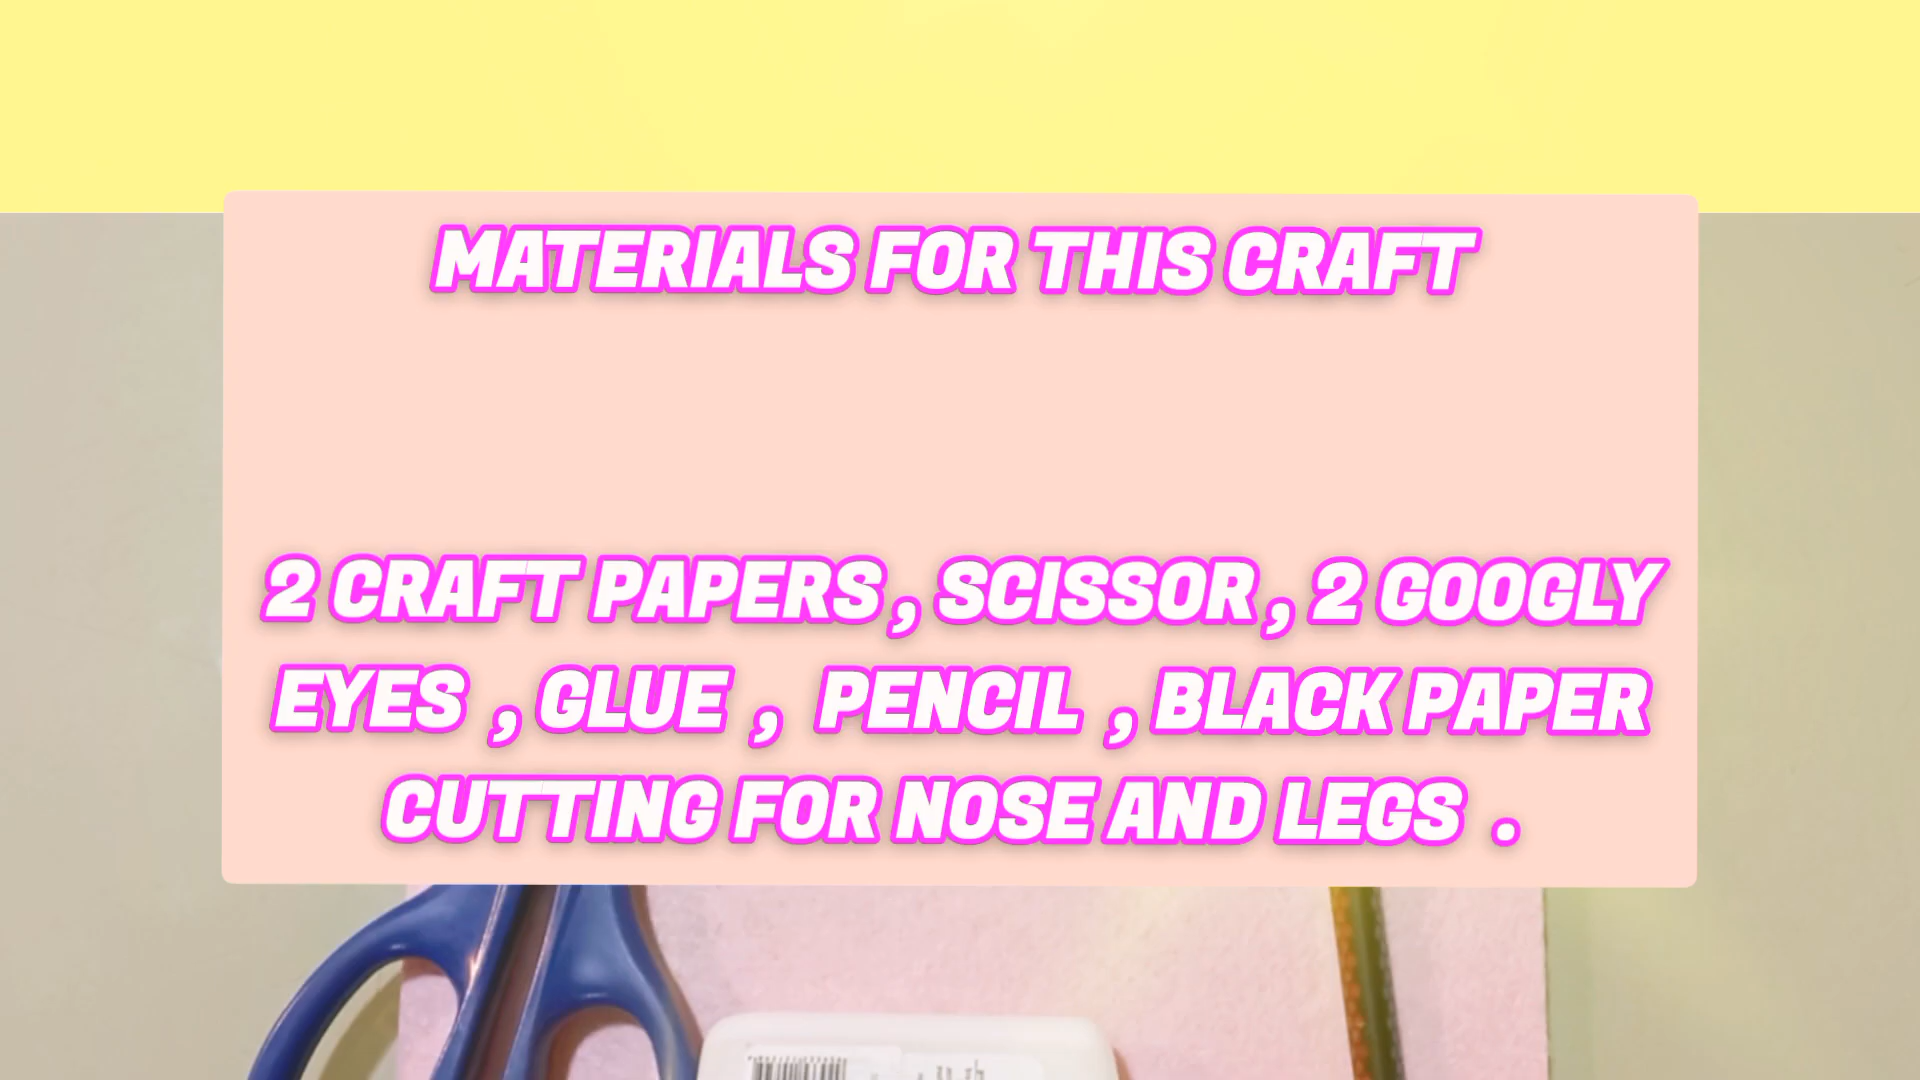 MATERIALS FOR THIS CRAFT
2 CRAFT PAPERS , SCISSOR , 2 GOOGLY
EYES , GLUE , PENCIL , BLACK PAPER
CUTTING FOR NOSE AND LEGS .